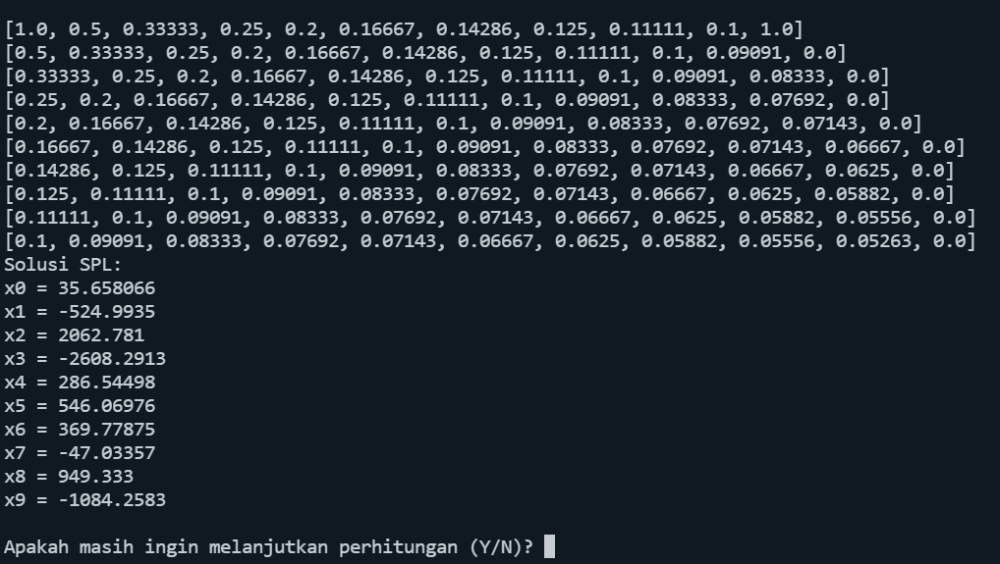 [1.0, 0.5, 0.33333, 0.25, 0.2, 0.16667, 0.14286, 0.125, 0.11111, 0.1, 1.0]
[0.5, 0.33333, 0.25, 0.2, 0.16667, 0.14286, 0.125, 0.11111, 0.1, 0.09091, 0.0]
[0.33333, 0.25, 0.2, 0.16667, 0.14286, 0.125, 0.11111, 0.1, 0.09091, 0.08333, 0.0]
[0.25, 0.2, 0.16667, 0.14286, 0.125, 0.11111, 0.1, 0.09091, 0.08333, 0.07692, 0.0]
[0.2, 0.16667, 0.14286, 0.125, 0.11111, 0.1, 0.09091, 0.08333, 0.07692, 0.07143, 0.0]
[0.16667, 0.14286, 0.125, 0.11111, 0.1, 0.09091, 0.08333, 0.07692, 0.07143, 0.06667, 0.0]
[0.14286, 0.125, 0.11111, 0.1, 0.09091, 0.08333, 0.07692, 0.07143, 0.06667, 0.0625, 0.0]
[0.125, 0.11111, 0.1, 0.09091, 0.08333, 0.07692, 0.07143, 0.06667, 0.0625, 0.05882, 0.0]
[0.11111, 0.1, 0.09091, 0.08333, 0.07692, 0.07143, 0.06667, 0.0625, 0.05882, 0.05556, 0.0]
[0.1, 0.09091, 0.08333, 0.07692, 0.07143, 0.06667, 0.0625, 0.05882, 0.05556, 0.05263, 0.0]
Solusi SPL:
x0 = 35.658066
x1 = -524.9935
x2 = 2062.781
x3 = -2608.2913
x4 = 286.54498
x5 = 546.06976
x6 = 369.77875
x7 = -47.03357
x8 = 949.333
x9 = -1084.2583
Apakah masih ingin melanjutkan perhitungan (Y/N)?